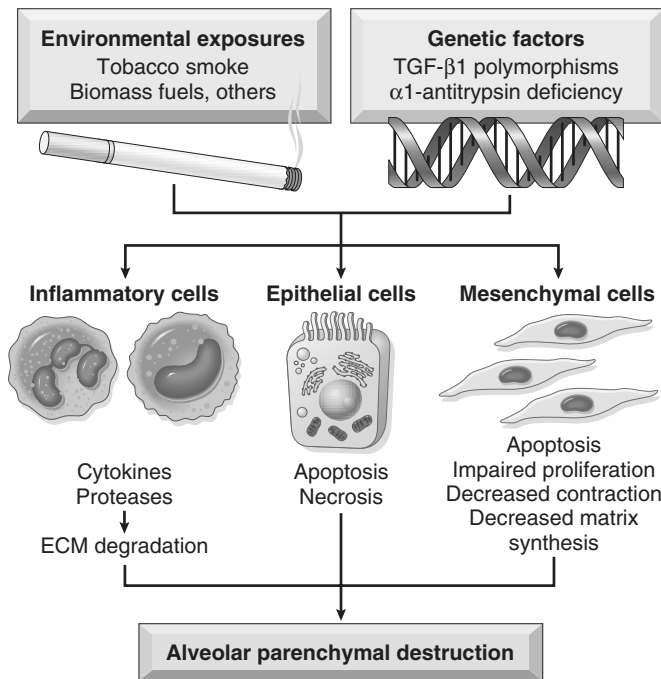 Environmental exposures
Tobacco smoke
Biomass fuels, others
Genetic factors
TGF-β1 polymorphisms
α1-antitrypsin deficiency
Inflammatory cells
Epithelial cells
Mesenchymal cells
Cytokines
Proteases
ECM degradation
Apoptosis
Necrosis
Apoptosis
Impaired proliferation
Decreased contraction
Decreased matrix
synthesis
Alveolar parenchymal destruction